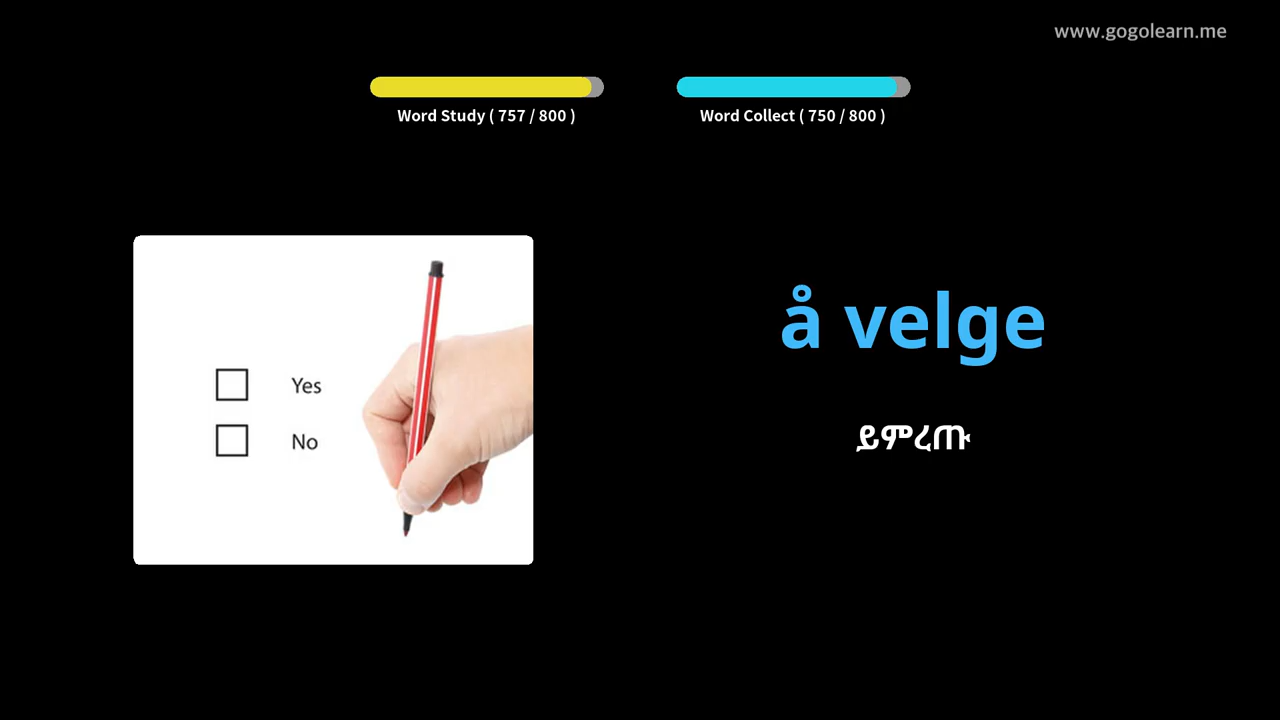 www.gogolearn.me
Word Study ( 757 / 800 )
Word Collect ( 750 / 800 )
Yes
No
å velge
ይምረጡ